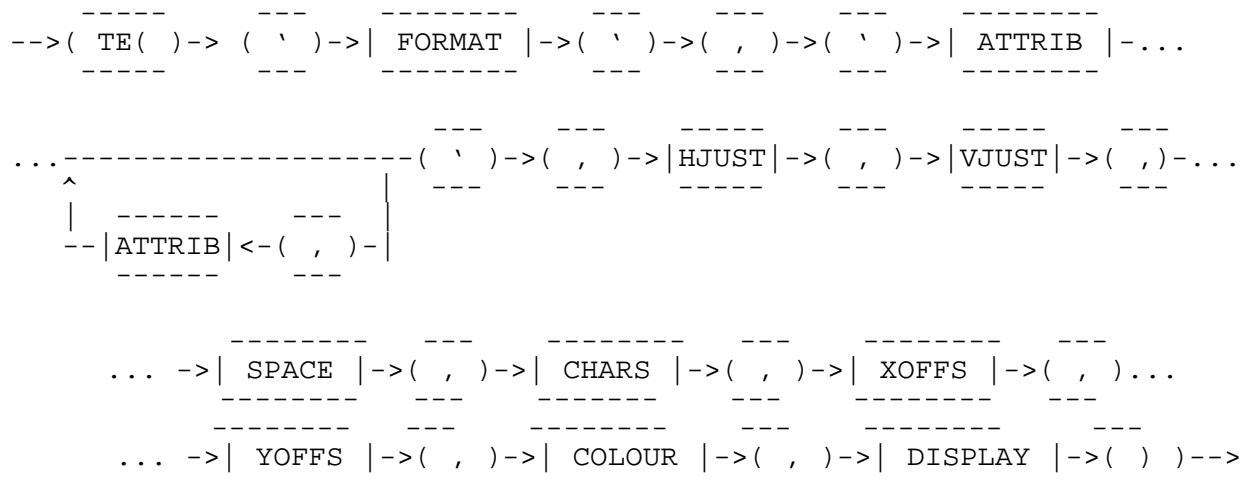 -->( TE( )-> ( ‘ )->| FORMAT |->( ‘ )->( , )->( ‘ )->| ATTRIB |-...
...--------------------( ‘ )->( , )->|HJUST|->( , )->|VJUST|->( ,)-...
--|ATTRIB|<-( , )-|
... ->| SPACE |->( , )->| CHARS |->( , )->| XOFFS |->( , )...
... ->| YOFFS |->( , )->| COLOUR |->( , )->| DISPLAY |->( ) )-->